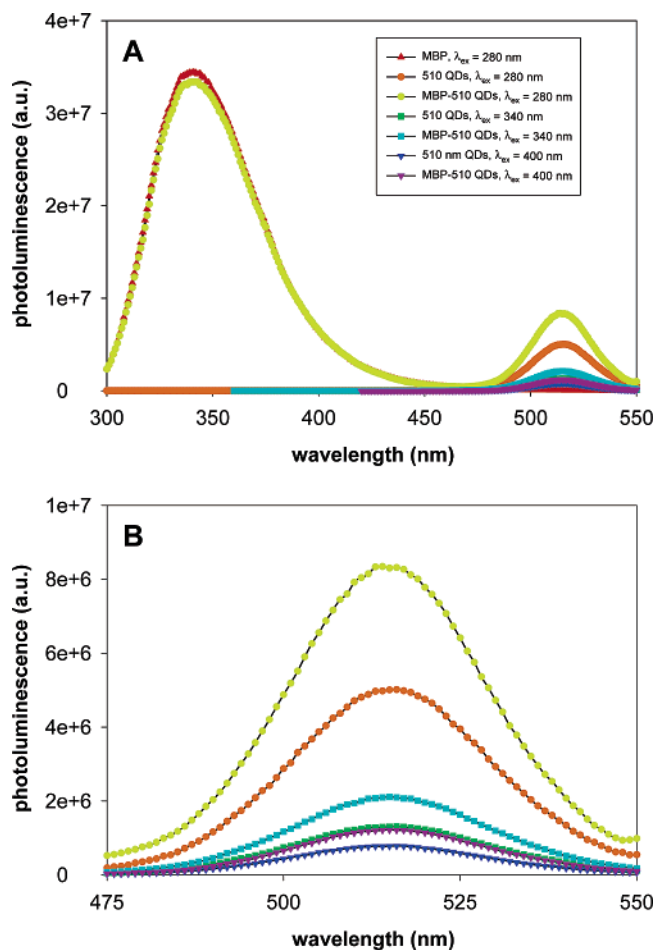 A
4e+7
3e+7
2e+7
1e+7
0
photoluminescence (a.u.)
MBP, λex = 280 nm
510 QDs, λex = 280 nm
MBP-510 QDs, λex = 280 nm
510 QDs, λex = 340 nm
MBP-510 QDs, λex = 340 nm
510 nm QDs, λex = 400 nm
MBP-510 QDs, λex = 400 nm
300 350 400 450 500 550
wavelength (nm)
B
1e+7
8e+6
6e+6
4e+6
2e+6
0
photoluminescence (a.u.)
475 500 525 550
wavelength (nm)